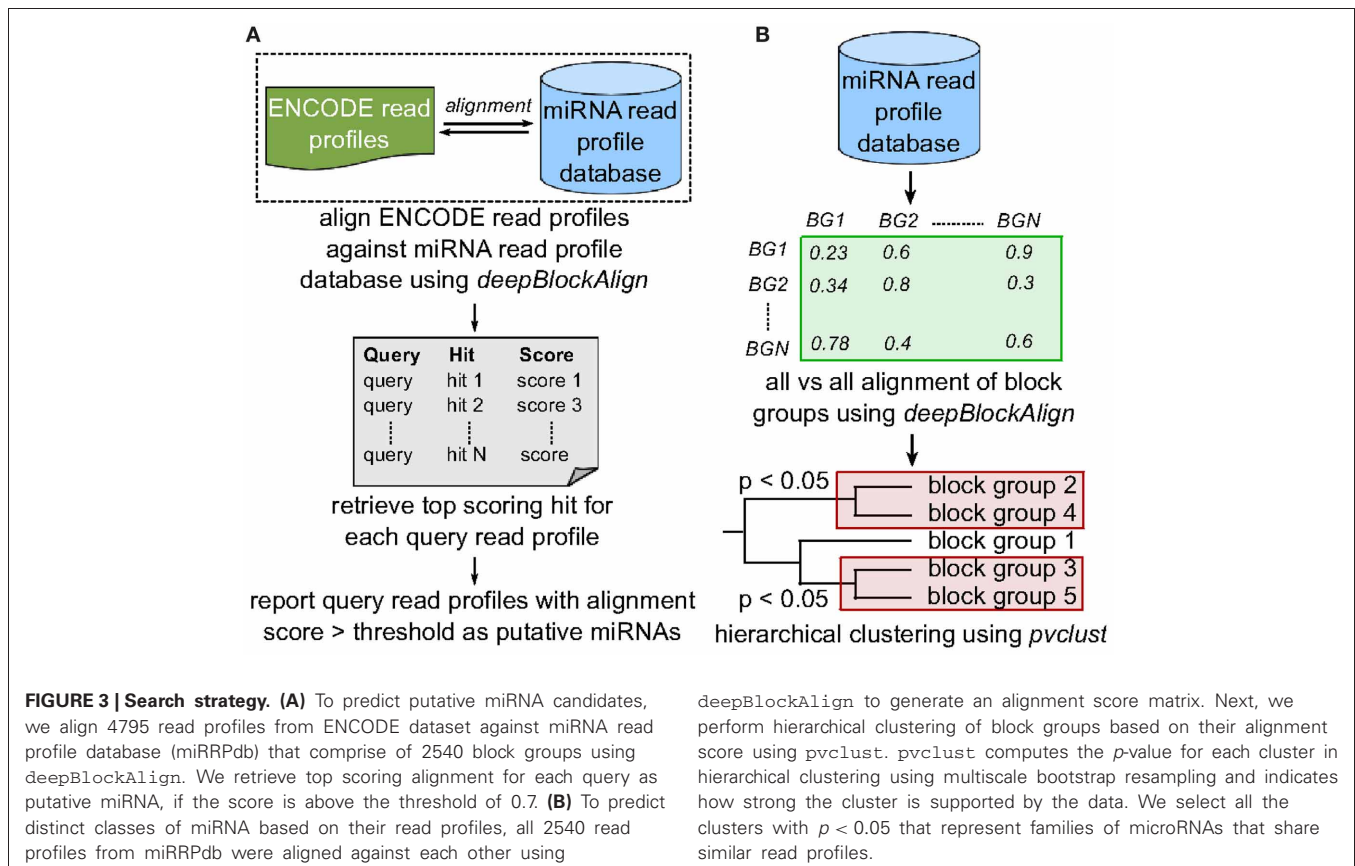 A
ENCODE read
profiles
alignment
miRNA read
profile
database
align ENCODE read profiles
against miRNA read profile
database using deepBlockAlign
Query Hit Score
query hit 1 score 1
query hit 2 score 3
query hit N score
retrieve top scoring hit for
each query read profile
report query read profiles with alignment
score > threshold as putative miRNAs
B
miRNA read
profile
database
BG1 BG2 ........... BGN
BG1 0.23 0.6 0.9
BG2 0.34 0.8 0.3
BGN 0.78 0.4 0.6
all vs all alignment of block
groups using deepBlockAlign
p < 0.05
block group 2
block group 4
block group 1
block group 3
block group 5
p < 0.05
hierarchical clustering using pvclust
FIGURE 3 | Search strategy. (A) To predict putative miRNA candidates,
we align 4795 read profiles from ENCODE dataset against miRNA read
profile database (miRRPdb) that comprise of 2540 block groups using
deepBlockAlign. We retrieve top scoring alignment for each query as
putative miRNA, if the score is above the threshold of 0.7. (B) To predict
distinct classes of miRNA based on their read profiles, all 2540 read
profiles from miRRPdb were aligned against each other using
deepBlockAlign to generate an alignment score matrix. Next, we
perform hierarchical clustering of block groups based on their alignment
score using pvclust. pvclust computes the p-value for each cluster in
hierarchical clustering using multiscale bootstrap resampling and indicates
how strong the cluster is supported by the data. We select all the
clusters with p < 0.05 that represent families of microRNAs that share
similar read profiles.